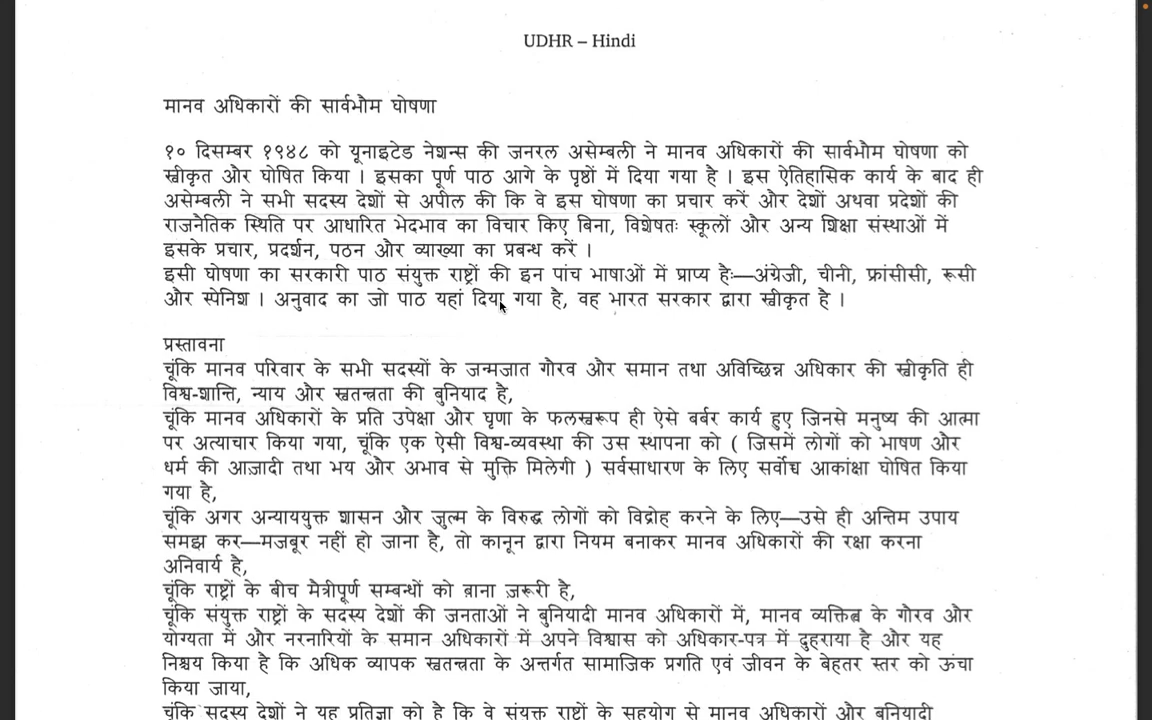 UDHR – Hindi
मानव अधिकारों की सार्वभौम घोषणा
१० दिसम्बर १९४८ को यूनाइटेड नेशन्स की जनरल असेम्बली ने मानव अधिकारों की सार्वभौम घोषणा को
स्वीकृत और घोषित किया । इसका पूर्ण पाठ आगे के पृष्ठों में दिया गया है । इस ऐतिहासिक कार्य के बाद ही
असेम्बली ने सभी सदस्य देशों से अपील की कि वे इस घोषणा का प्रचार करें और देशों अथवा प्रदेशों की
राजनैतिक स्थिति पर आधारित भेदभाव का विचार किए बिना, विशेषतः स्कूलों और अन्य शिक्षा संस्थाओं में
इसके प्रचार, प्रदर्शन, पठन और व्याख्या का प्रबन्ध करें ।
इसी घोषणा का सरकारी पाठ संयुक्त राष्ट्रों की इन पांच भाषाओं में प्राप्य हैः—अंग्रेजी, चीनी, फ्रांसीसी, रूसी
और स्पेनिश । अनुवाद का जो पाठ यहां दिया गया है, वह भारत सरकार द्वारा स्वीकृत है ।
प्रस्तावना
चूंकि मानव परिवार के सभी सदस्यों के जन्मजात गौरव और समान तथा अविच्छिन्न अधिकार की स्वीकृति ही
विश्व-शान्ति, न्याय और स्वतन्त्रता की बुनियाद है,
चूंकि मानव अधिकारों के प्रति उपेक्षा और घृणा के फलस्वरूप ही ऐसे बर्बर कार्य हुए जिनसे मनुष्य की आत्मा
पर अत्याचार किया गया, चूंकि एक ऐसी विश्व-व्यवस्था की उस स्थापना को ( जिसमें लोगों को भाषण और
धर्म की आज़ादी तथा भय और अभाव से मुक्ति मिलेगी ) सर्वसाधारण के लिए सर्वोच्च आकांक्षा घोषित किया
गया है,
चूंकि अगर अन्याययुक्त शासन और जुल्म के विरुद्ध लोगों को विद्रोह करने के लिए—उसे ही अन्तिम उपाय
समझ कर—मजबूर नहीं हो जाना है, तो कानून द्वारा नियम बनाकर मानव अधिकारों की रक्षा करना
अनिवार्य है,
चूंकि राष्ट्रों के बीच मैत्रीपूर्ण सम्बन्धों को बाना ज़रूरी है,
चूंकि संयुक्त राष्ट्रों के सदस्य देशों की जनताओं ने बुनियादी मानव अधिकारों में, मानव व्यक्तित्व के गौरव और
योग्यता में और नरनारियों के समान अधिकारों में अपने विश्वास को अधिकार-पत्र में दुहराया है और यह
निश्चय किया है कि अधिक व्यापक स्वतन्त्रता के अन्तर्गत सामाजिक प्रगति एवं जीवन के बेहतर स्तर को ऊंचा
किया जाया,
चूंकि सदस्य देशों ने यह प्रतिज्ञा को है कि वे संयुक्त राष्ट्रों के सहयोग से मानव अधिकारों और बुनियादी